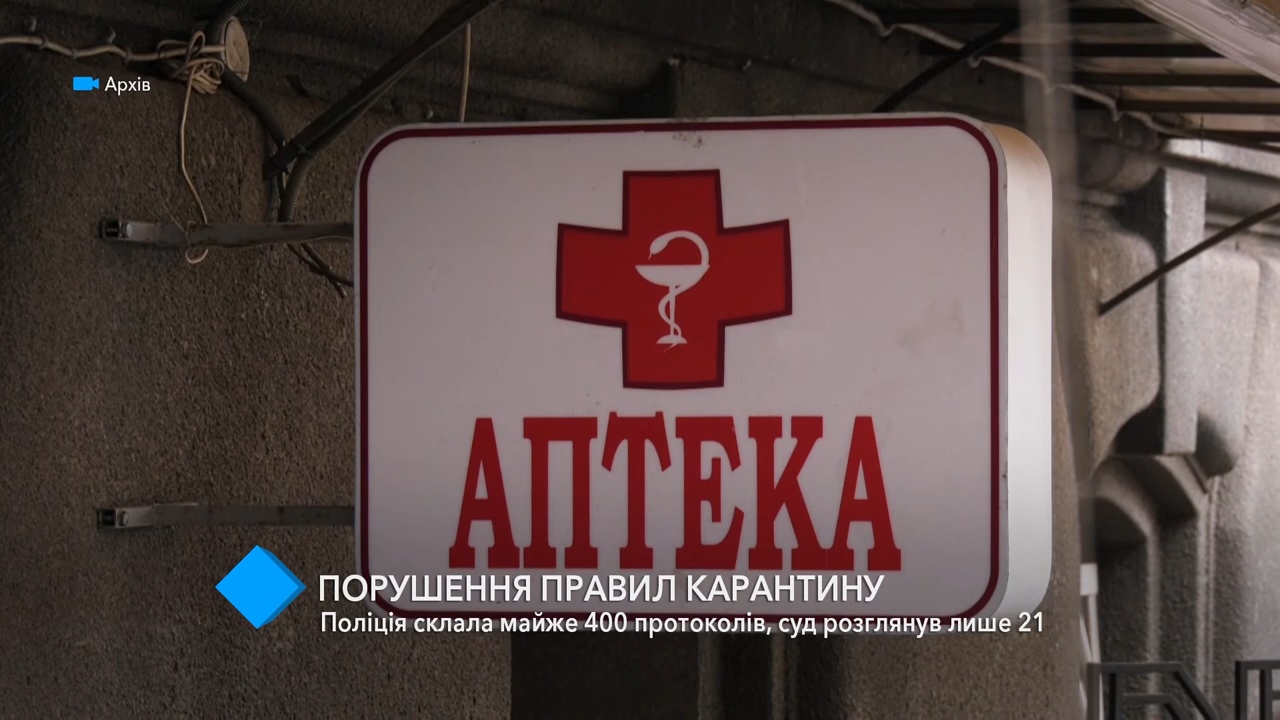 Архів
АПТЕКА
ПОРУШЕННЯ ПРАВИЛ КАРАНТИНУ
Поліція склала майже 400 протоколів, суд розглянув лише 21